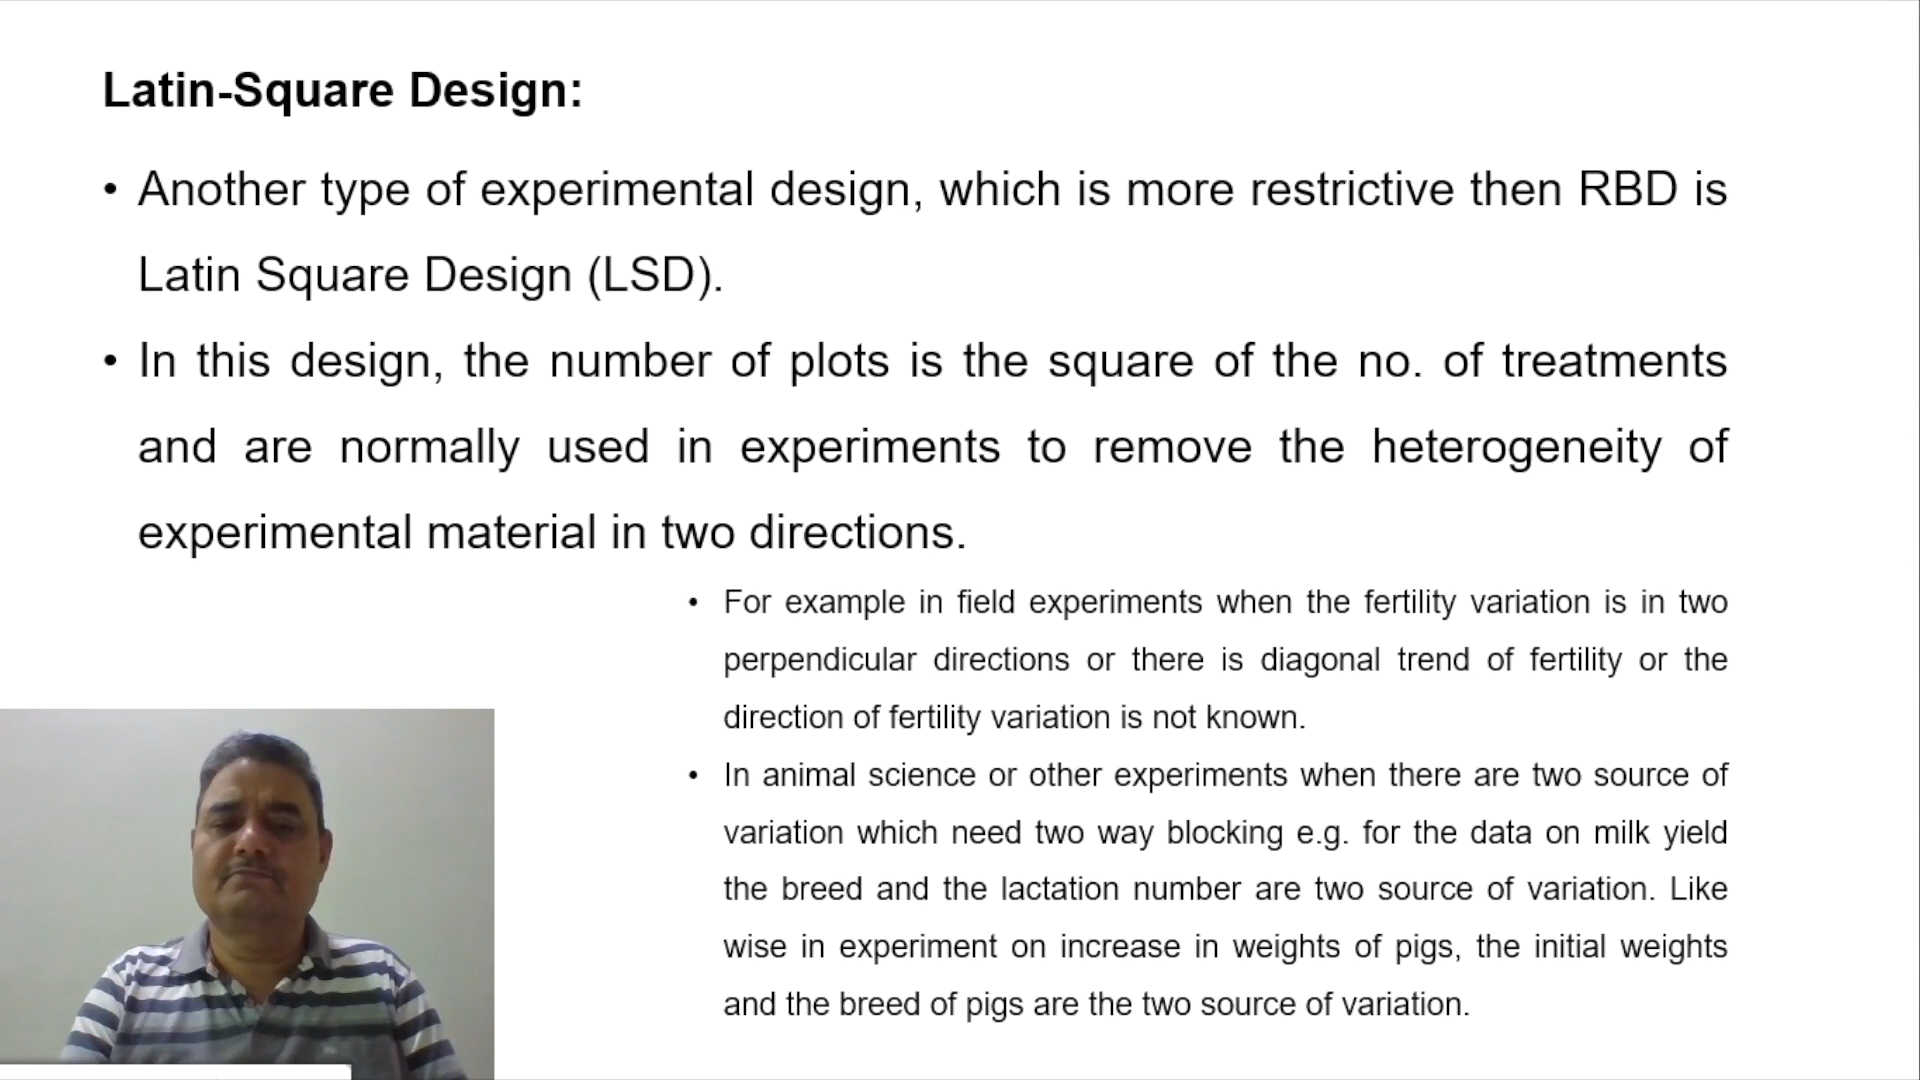 Latin-Square Design:
• Another type of experimental design, which is more restrictive then RBD is
Latin Square Design (LSD).
• In this design, the number of plots is the square of the no. of treatments
and are normally used in experiments to remove the heterogeneity of
experimental material in two directions.
• For example in field experiments when the fertility variation is in two
perpendicular directions or there is diagonal trend of fertility or the
direction of fertility variation is not known.
• In animal science or other experiments when there are two source of
variation which need two way blocking e.g. for the data on milk yield
the breed and the lactation number are two source of variation. Like
wise in experiment on increase in weights of pigs, the initial weights
and the breed of pigs are the two source of variation.